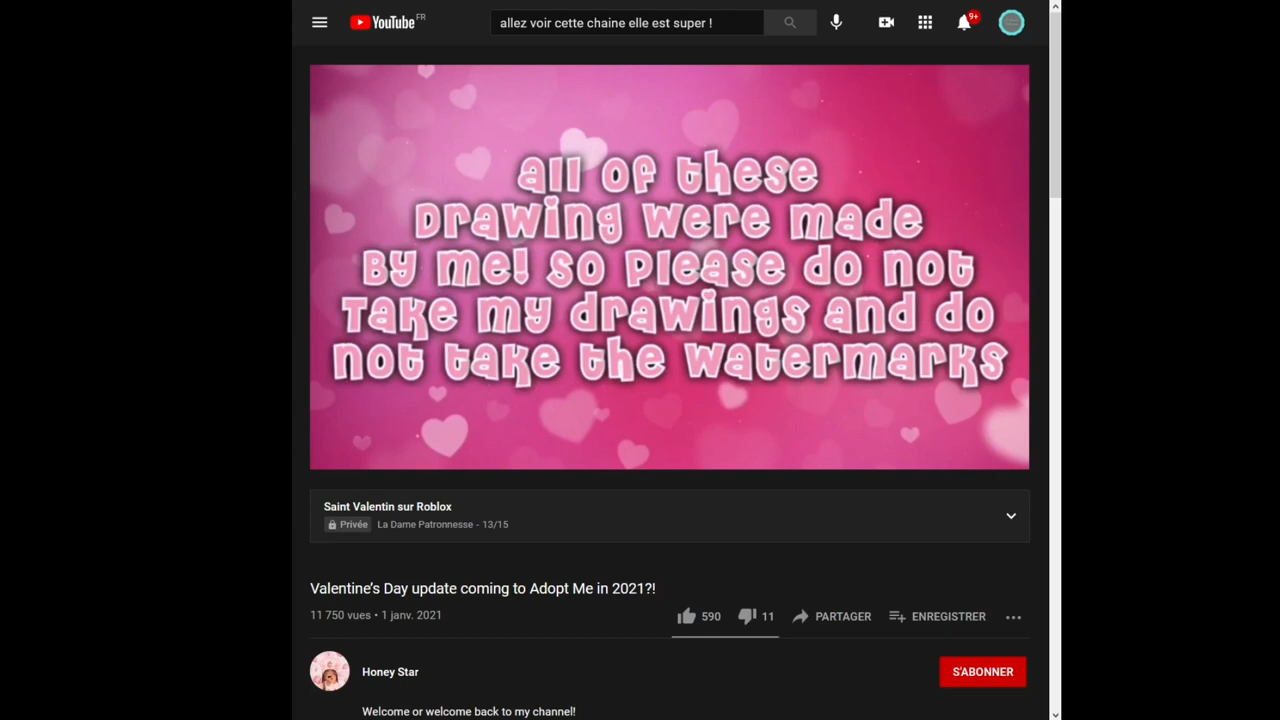 YouTube FR
allez voir cette chaine elle est super !
9+
all of these
Drawing were made
By me! So please do not
Take my drawings and do
not take the watermarks
Saint Valentin sur Roblox
Privée La Dame Patronnesse - 13/15
Valentine’s Day update coming to Adopt Me in 2021?!
11 750 vues • 1 janv. 2021
590 11 PARTAGER ENREGISTRER
Honey Star
S'ABONNER
Welcome or welcome back to my channel!